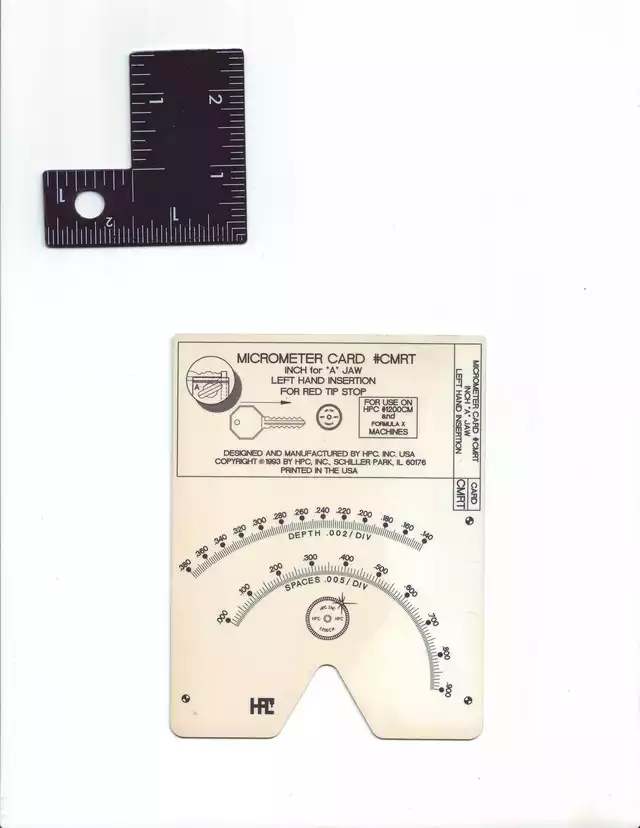 1
2
1
1
2
1
MICROMETER CARD #CMRT
INCH for "A" JAW
LEFT HAND INSERTION
FOR RED TIP STOP
A
FOR USE ON
HPC #1200CM
and
FORMULA X
MACHINES
DESIGNED AND MANUFACTURED BY HPC. INC. USA
COPYRIGHT © 1993 BY HPC, INC., SCHILLER PARK, IL 60176
PRINTED IN THE USA
MICROMETER CARD #CMRT
INCH "A" JAW
LEFT HAND INSERTION
CARD
CMRT
.380 .360 .340 .320 .300 .280 .260 .240 .220 .200 .180 .160 .140
DEPTH .002/DIV
.000 .100 .200 .300 .400 .500 .600 .700 .800 .900
SPACES .005/DIV
HPC INC
HPC HPC
HPC